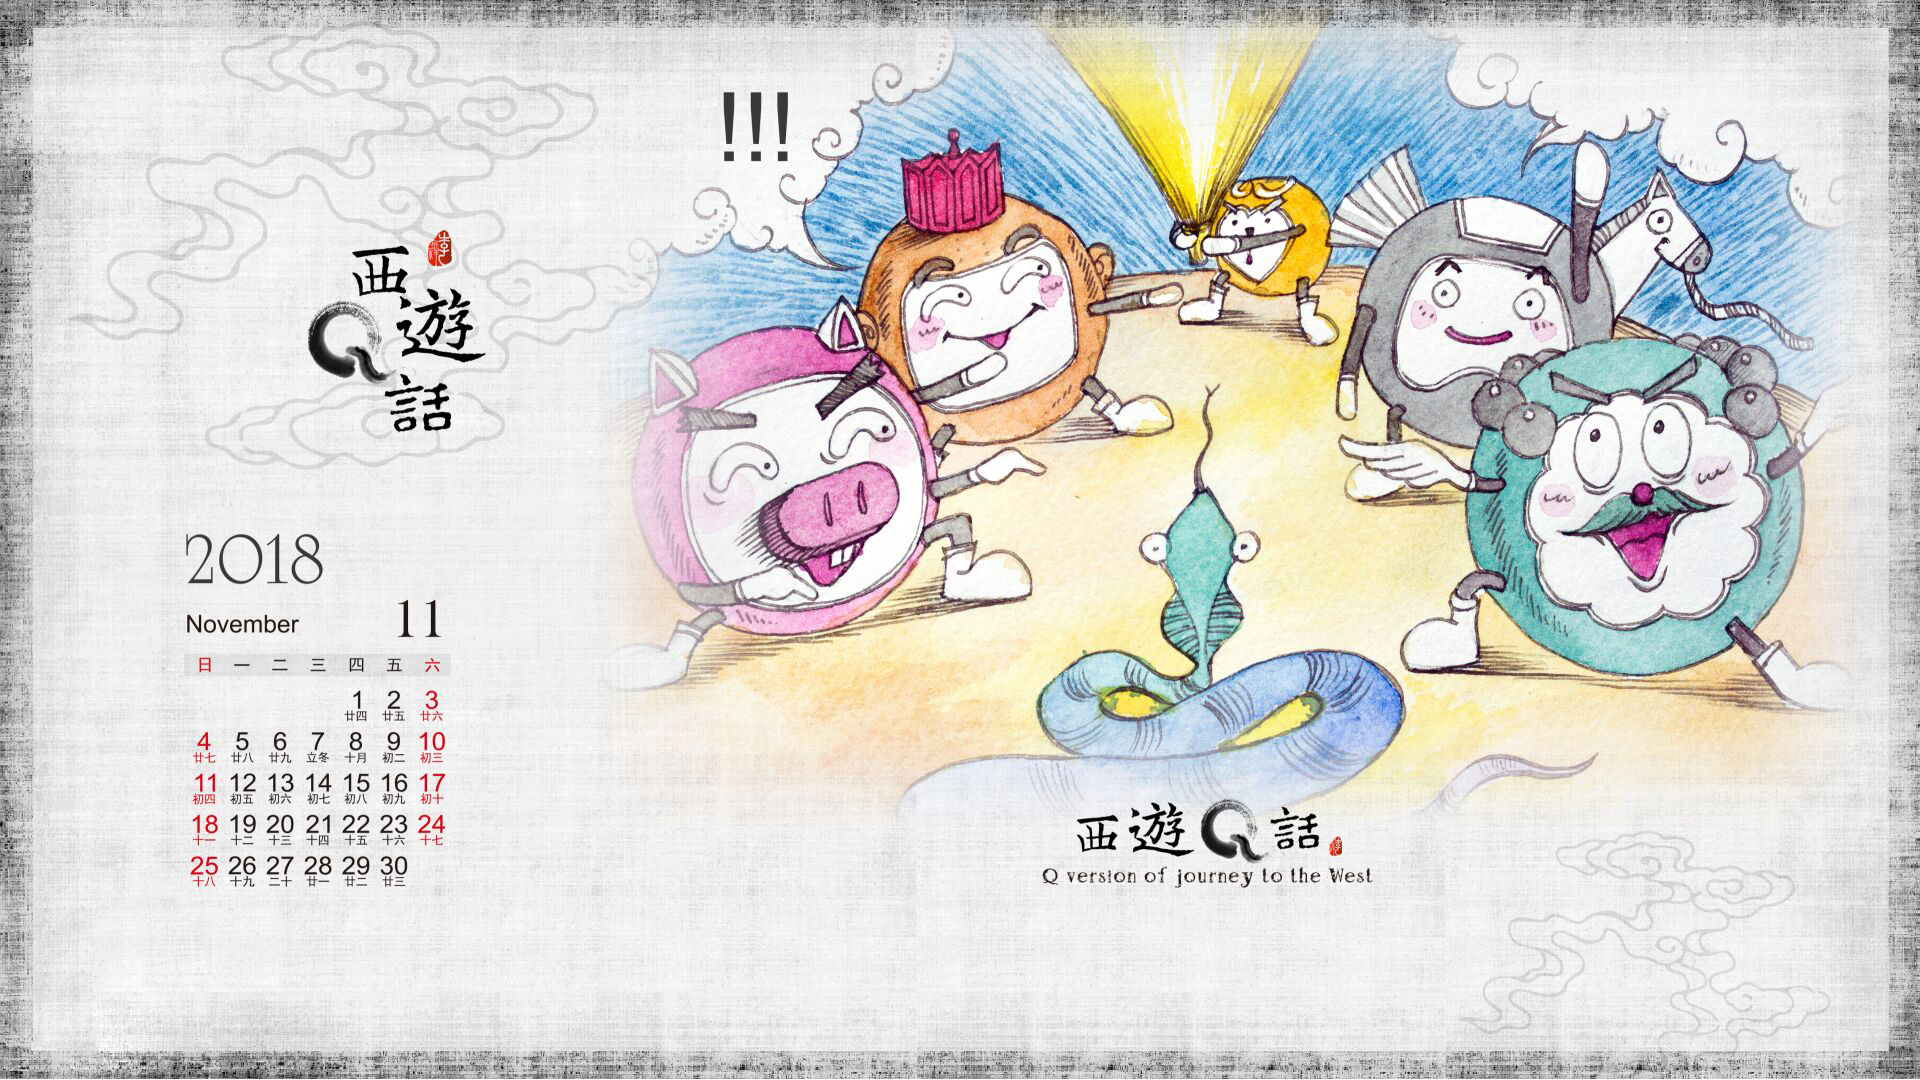 !!!
西遊Q話
2018
November 11
日 一 二 三 四 五 六
1 2 3
廿四 廿五 廿六
4 5 6 7 8 9 10
廿七 廿八 廿九 立冬 十月 初二 初三
11 12 13 14 15 16 17
初四 初五 初六 初七 初八 初九 初十
18 19 20 21 22 23 24
十一 十二 十三 十四 十五 十六 十七
25 26 27 28 29 30
十八 十九 二十 廿一 廿二 廿三
西遊Q話
Q version of journey to the West